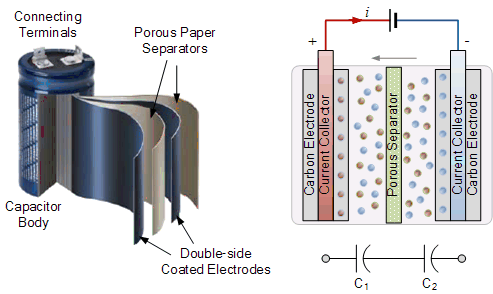 Connecting
Terminals
Porous Paper
Separators
Capacitor
Body
Double-side
Coated Electrodes
i
+
-
Carbon Electrode
Current Collector
Porous Separator
Current Collector
Carbon Electrode
C1
C2